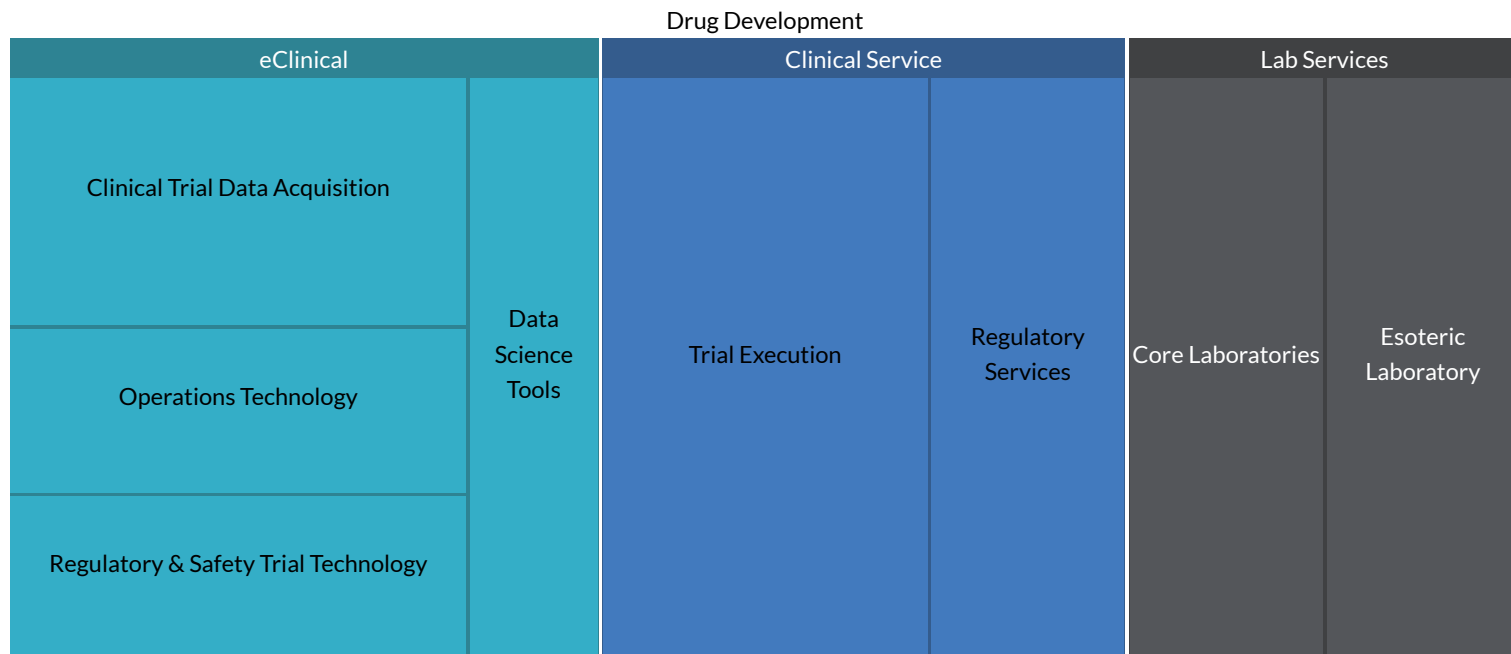 Drug Development
eClinical
Clinical Service
Lab Services
Clinical Trial Data Acquisition
Operations Technology
Regulatory & Safety Trial Technology
Data
Science
Tools
Trial Execution
Regulatory
Services
Core Laboratories
Esoteric
Laboratory